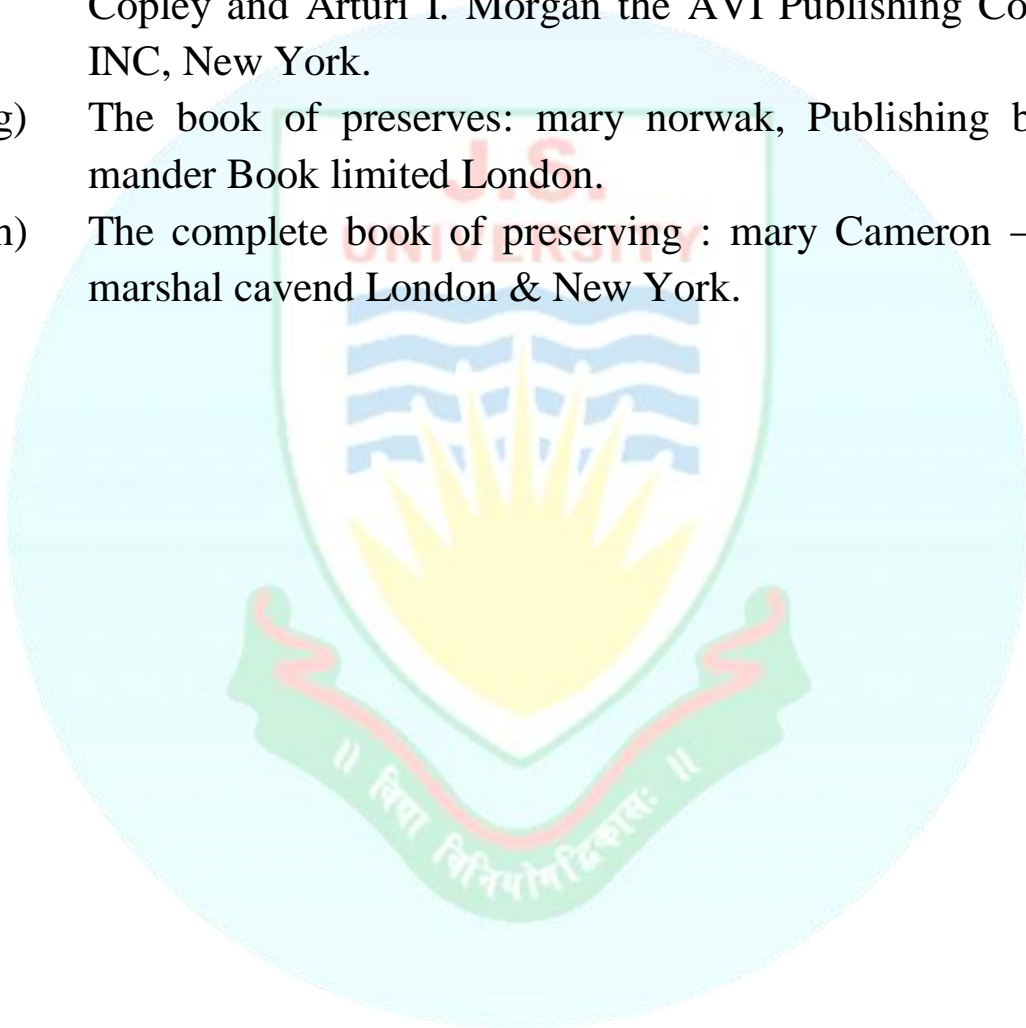 Copley and Arturi I. Morgan the AVI Publishing Co
INC, New York.
g) The book of preserves: mary norwak, Publishing b
mander Book limited London.
h) The complete book of preserving : mary Cameron –
marshal cavend London & New York.
J.S.
UNIVERSITY
॥ विद्या विनियोगाद्विकासः ॥